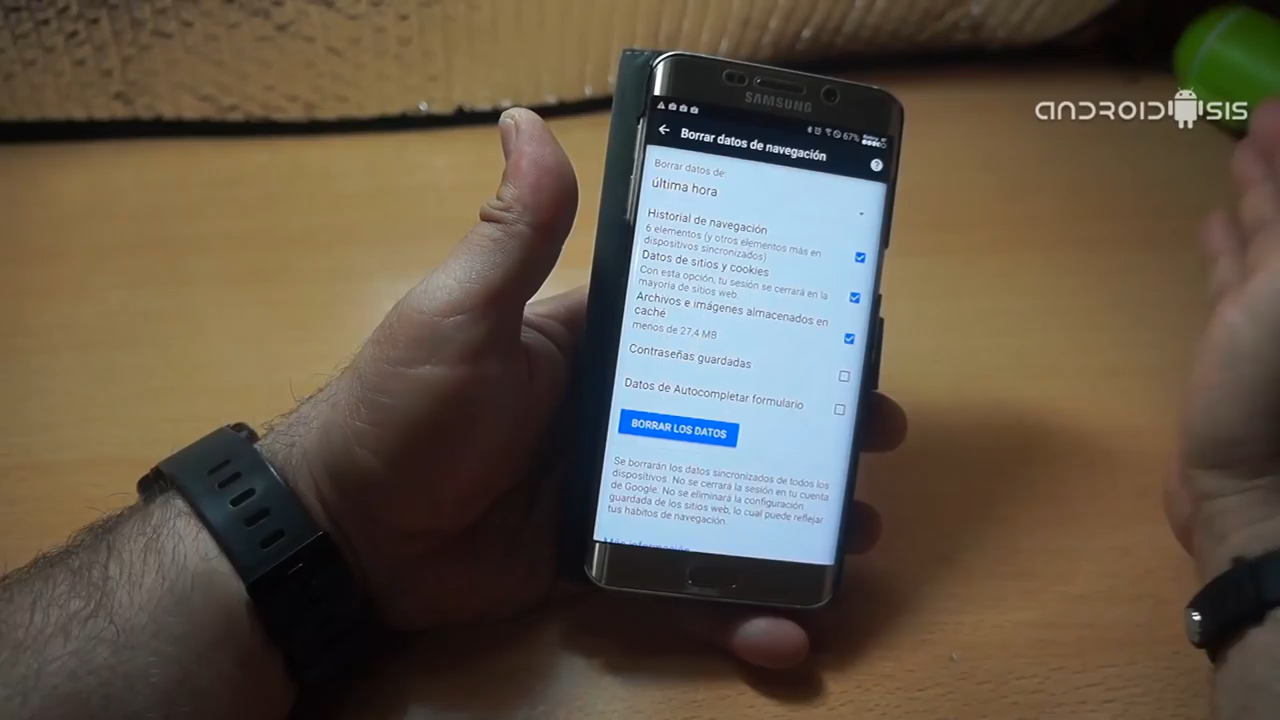 ANDROIDSIS
SAMSUNG
67%
Borrar datos de navegación
?
Borrar datos de:
última hora
Historial de navegación
6 elementos (y otros elementos más en
dispositivos sincronizados)
Datos de sitios y cookies
Con esta opción, tu sesión se cerrará en la
mayoría de sitios web.
Archivos e imágenes almacenados en
caché
menos de 27,4 MB
Contraseñas guardadas
Datos de Autocompletar formulario
BORRAR LOS DATOS
Se borrarán los datos sincronizados de todos los
dispositivos. No se cerrará la sesión en tu cuenta
de Google. No se eliminará la configuración
guardada de los sitios web, lo cual puede reflejar
tus hábitos de navegación.
Más información